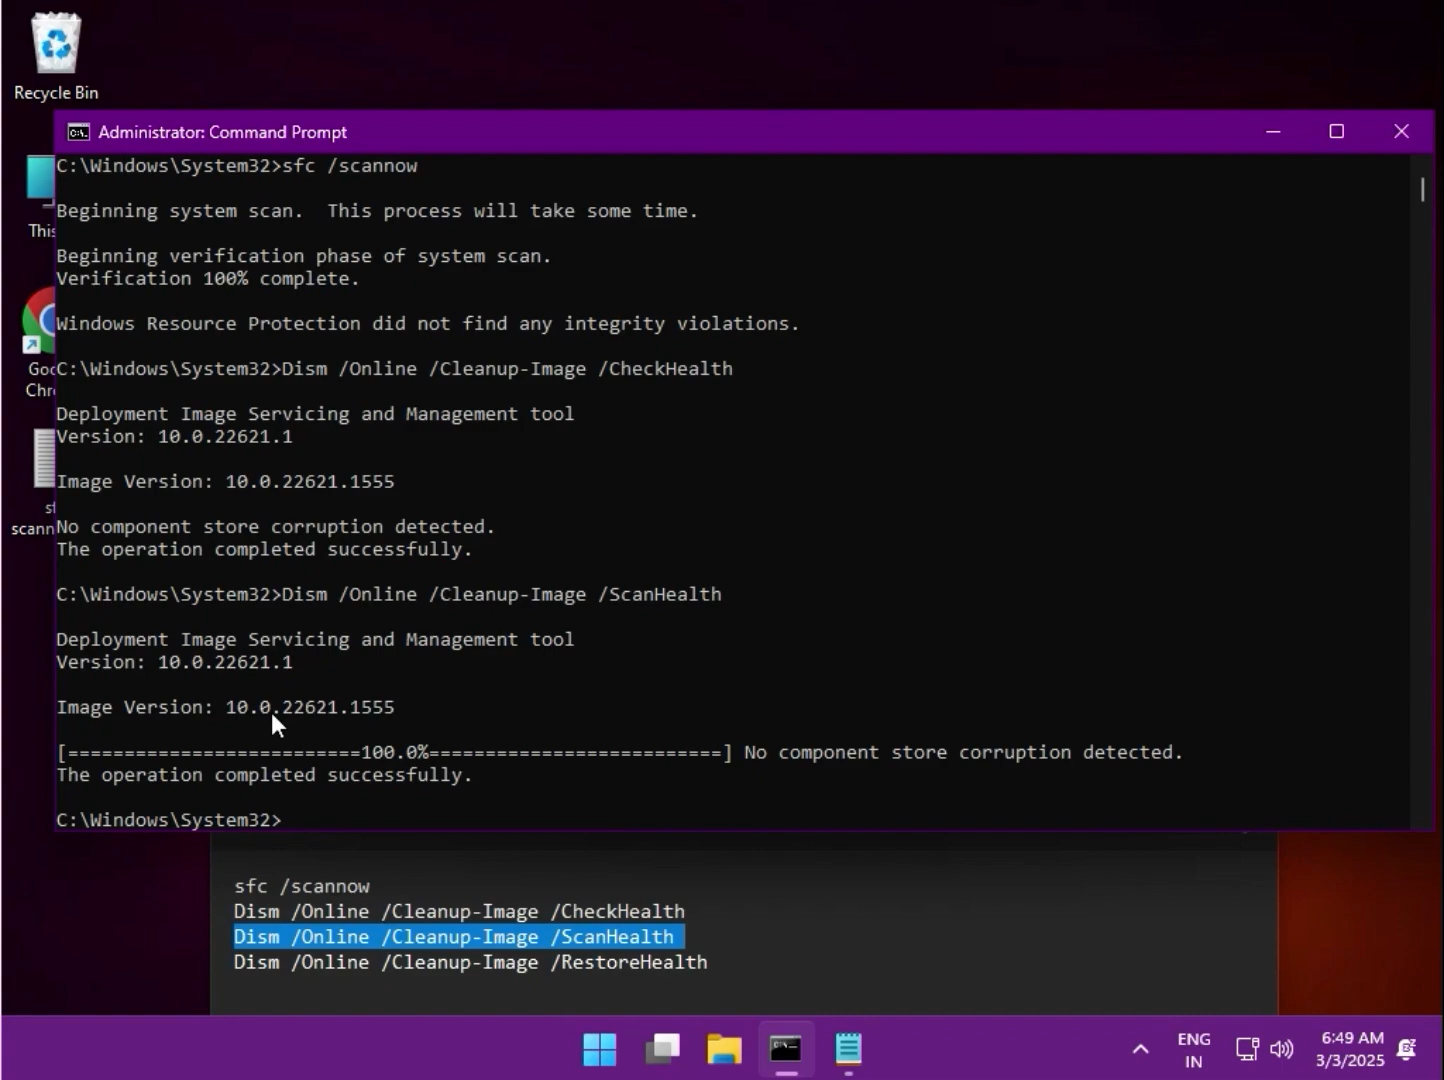 Recycle Bin
Administrator: Command Prompt
C:\Windows\System32>sfc /scannow
Beginning system scan.  This process will take some time.
Beginning verification phase of system scan.
Verification 100% complete.
Windows Resource Protection did not find any integrity violations.
C:\Windows\System32>Dism /Online /Cleanup-Image /CheckHealth
Deployment Image Servicing and Management tool
Version: 10.0.22621.1
Image Version: 10.0.22621.1555
No component store corruption detected.
The operation completed successfully.
C:\Windows\System32>Dism /Online /Cleanup-Image /ScanHealth
Deployment Image Servicing and Management tool
Version: 10.0.22621.1
Image Version: 10.0.22621.1555
[==========================100.0%==========================] No component store corruption detected.
The operation completed successfully.
C:\Windows\System32>
This
Goo
Chr
scann
sfc /scannow
Dism /Online /Cleanup-Image /CheckHealth
Dism /Online /Cleanup-Image /ScanHealth
Dism /Online /Cleanup-Image /RestoreHealth
ENG
IN
6:49 AM
3/3/2025